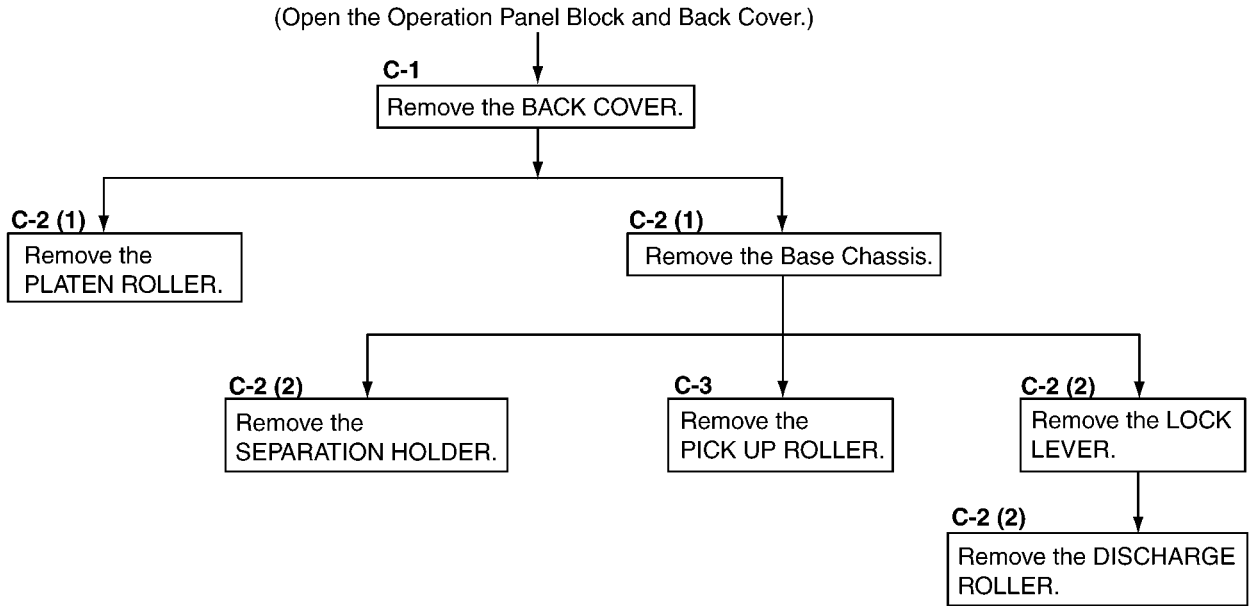 (Open the Operation Panel Block and Back Cover.)
C-1
Remove the BACK COVER.
C-2 (1)
Remove the
PLATEN ROLLER.
C-2 (1)
Remove the Base Chassis.
C-2 (2)
Remove the
SEPARATION HOLDER.
C-3
Remove the
PICK UP ROLLER.
C-2 (2)
Remove the LOCK
LEVER.
C-2 (2)
Remove the DISCHARGE
ROLLER.